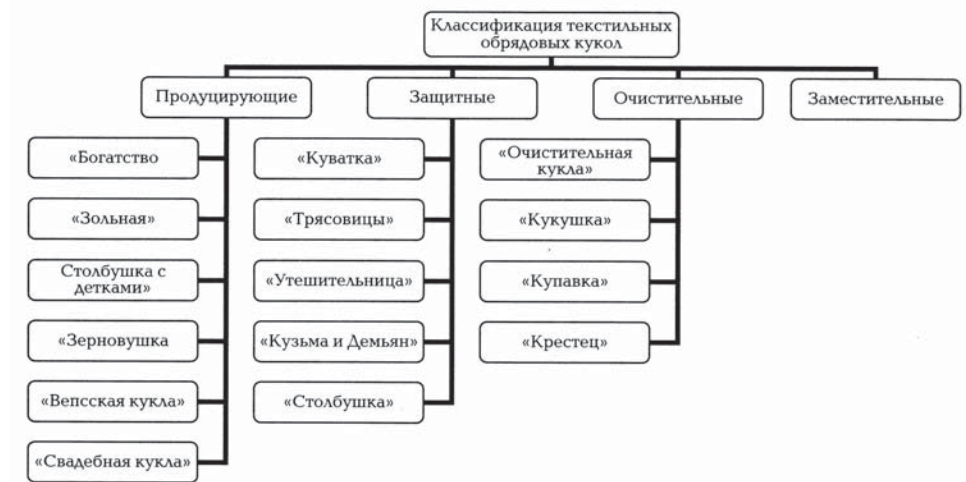 Классификация текстильных
обрядовых кукол
Продуцирующие
Защитные
Очистительные
Заместительные
«Богатство
«Зольная»
Столбушка с
детками»
«Зерновушка
«Вепсская кукла»
«Свадебная кукла»
«Куватка»
«Трясовицы»
«Утешительница»
«Кузьма и Демьян»
«Столбушка»
«Очистительная
кукла»
«Кукушка»
«Купавка»
«Крестец»